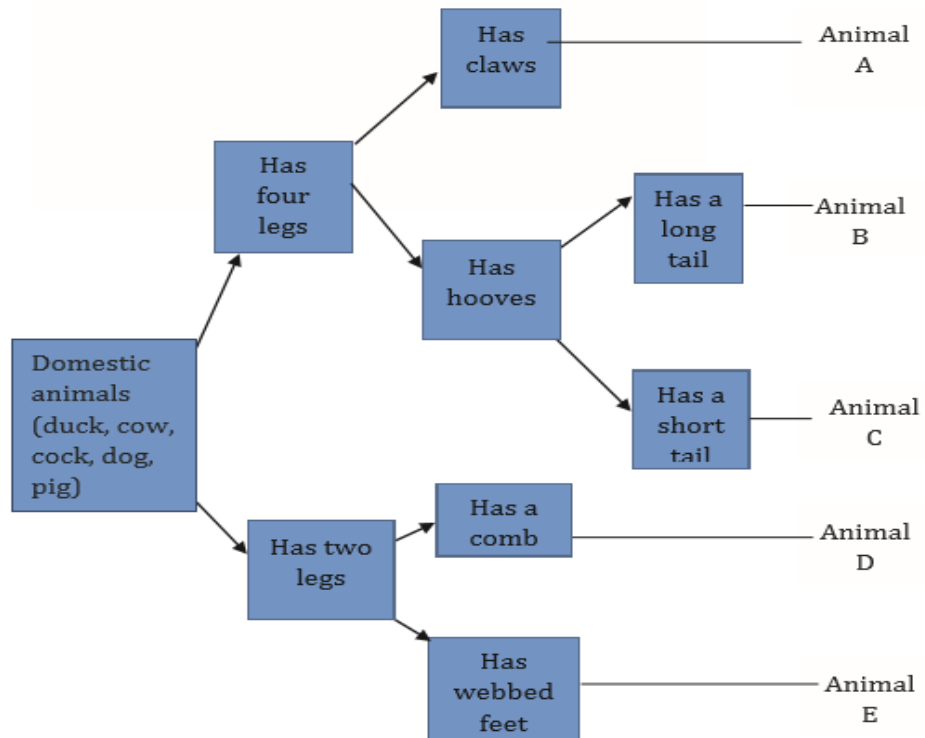 Has
claws
Animal
A
Has
four
legs
Has a
long
tail
Animal
B
Has
hooves
Domestic
animals
(duck, cow,
cock, dog,
pig)
Has a
short
tail
Animal
C
Has a
comb
Animal
D
Has two
legs
Has
webbed
feet
Animal
E